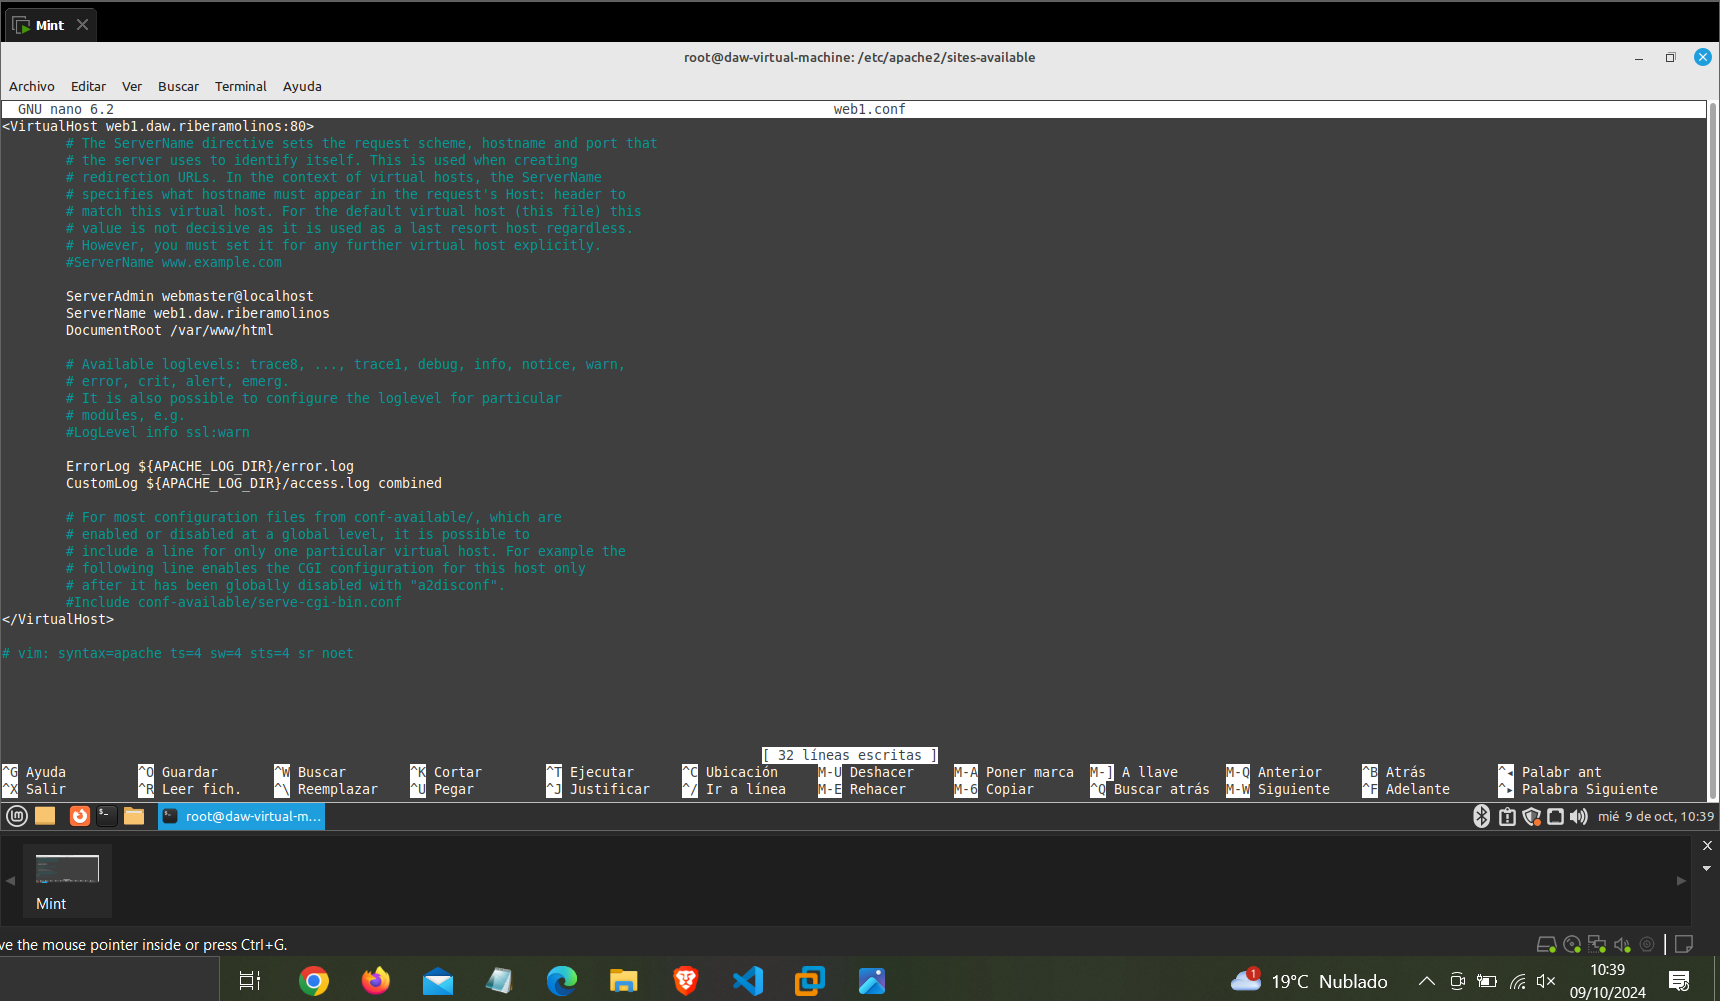 Mint
root@daw-virtual-machine: /etc/apache2/sites-available
Archivo Editar Ver Buscar Terminal Ayuda
GNU nano 6.2 web1.conf
<VirtualHost web1.daw.riberamolinos:80>
# The ServerName directive sets the request scheme, hostname and port that
# the server uses to identify itself. This is used when creating
# redirection URLs. In the context of virtual hosts, the ServerName
# specifies what hostname must appear in the request's Host: header to
# match this virtual host. For the default virtual host (this file) this
# value is not decisive as it is used as a last resort host regardless.
# However, you must set it for any further virtual host explicitly.
#ServerName www.example.com
ServerAdmin webmaster@localhost
ServerName web1.daw.riberamolinos
DocumentRoot /var/www/html
# Available loglevels: trace8, ..., trace1, debug, info, notice, warn,
# error, crit, alert, emerg.
# It is also possible to configure the loglevel for particular
# modules, e.g.
#LogLevel info ssl:warn
ErrorLog ${APACHE_LOG_DIR}/error.log
CustomLog ${APACHE_LOG_DIR}/access.log combined
# For most configuration files from conf-available/, which are
# enabled or disabled at a global level, it is possible to
# include a line for only one particular virtual host. For example the
# following line enables the CGI configuration for this host only
# after it has been globally disabled with "a2disconf".
#Include conf-available/serve-cgi-bin.conf
</VirtualHost>
# vim: syntax=apache ts=4 sw=4 sts=4 sr noet
[ 32 líneas escritas ]
^G Ayuda ^O Guardar ^W Buscar ^K Cortar ^T Ejecutar ^C Ubicación M-U Deshacer M-A Poner marca M-] A llave M-Q Anterior ^B Atrás ^◂ Palabr ant
^X Salir ^R Leer fich. ^\ Reemplazar ^U Pegar ^J Justificar ^/ Ir a línea M-E Rehacer M-6 Copiar ^Q Buscar atrás M-W Siguiente ^F Adelante ^▸ Palabra Siguiente
root@daw-virtual-m... mié 9 de oct, 10:39
Mint
ve the mouse pointer inside or press Ctrl+G.
1 19°C Nublado 10:39
09/10/2024